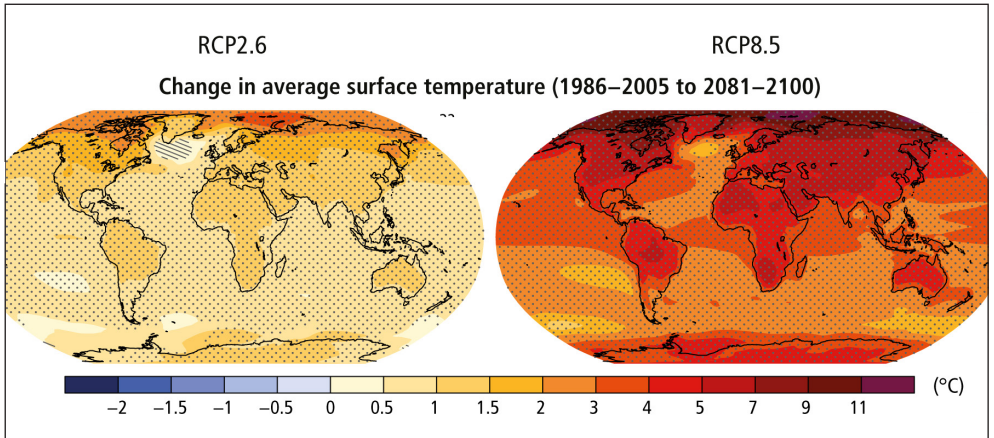 RCP2.6 RCP8.5
Change in average surface temperature (1986–2005 to 2081–2100)
(°C)
−2 −1.5 −1 −0.5 0 0.5 1 1.5 2 3 4 5 7 9 11